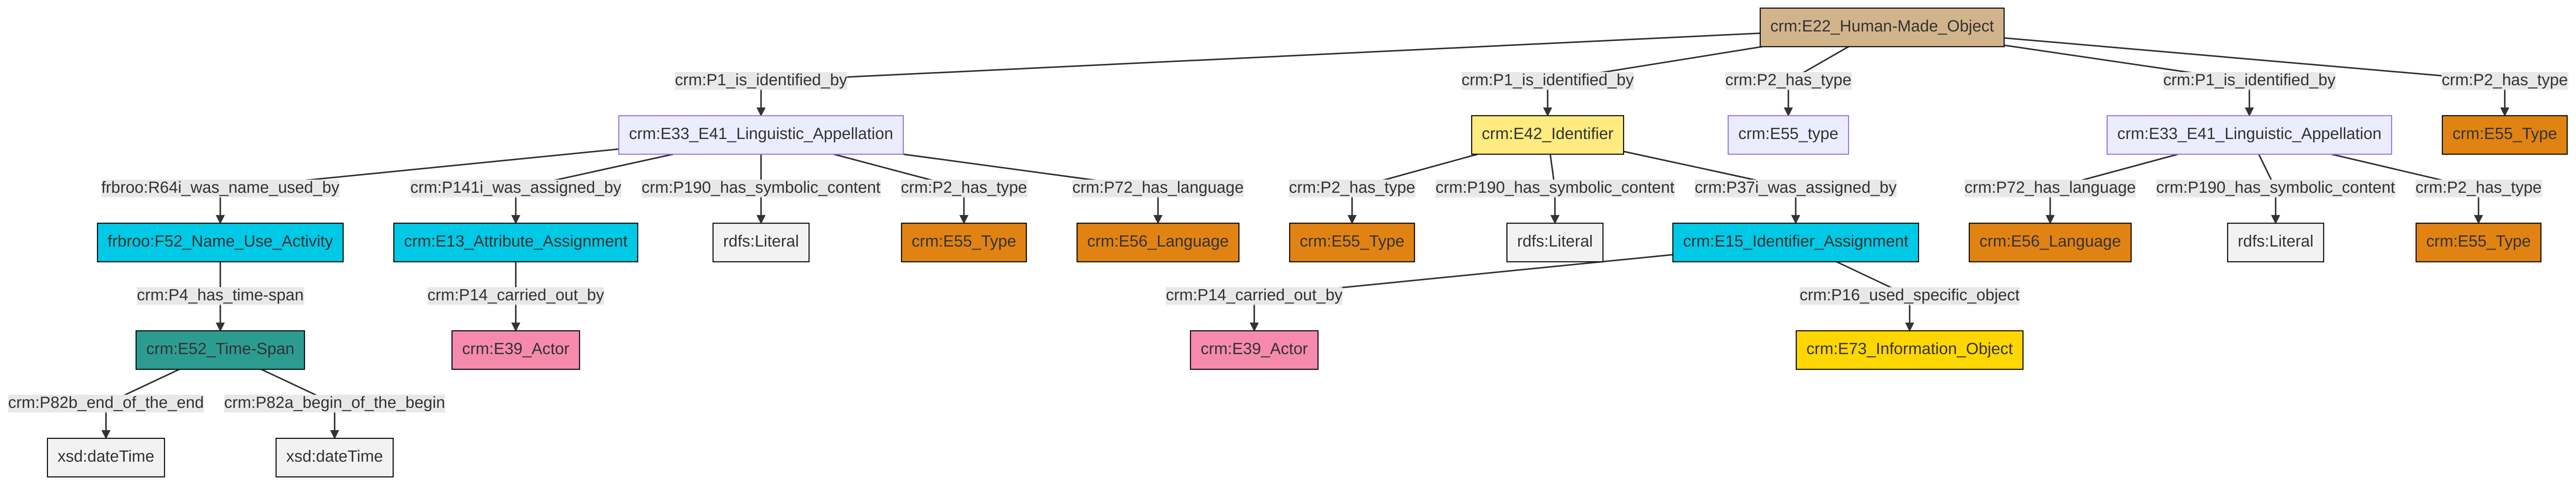 crm:E22_Human-Made_Object
crm:P1_is_identified_by
crm:P1_is_identified_by
crm:P2_has_type
crm:P1_is_identified_by
crm:P2_has_type
crm:E33_E41_Linguistic_Appellation
crm:E42_Identifier
crm:E55_type
crm:E33_E41_Linguistic_Appellation
crm:E55_Type
frbroo:R64i_was_name_used_by
crm:P141i_was_assigned_by
crm:P190_has_symbolic_content
crm:P2_has_type
crm:P72_has_language
crm:P2_has_type
crm:P190_has_symbolic_content
crm:P37i_was_assigned_by
crm:P72_has_language
crm:P190_has_symbolic_content
crm:P2_has_type
frbroo:F52_Name_Use_Activity
crm:E13_Attribute_Assignment
rdfs:Literal
crm:E55_Type
crm:E56_Language
crm:E55_Type
rdfs:Literal
crm:E15_Identifier_Assignment
crm:E56_Language
rdfs:Literal
crm:E55_Type
crm:P4_has_time-span
crm:P14_carried_out_by
crm:P14_carried_out_by
crm:P16_used_specific_object
crm:E52_Time-Span
crm:E39_Actor
crm:E39_Actor
crm:E73_Information_Object
crm:P82b_end_of_the_end
crm:P82a_begin_of_the_begin
xsd:dateTime
xsd:dateTime